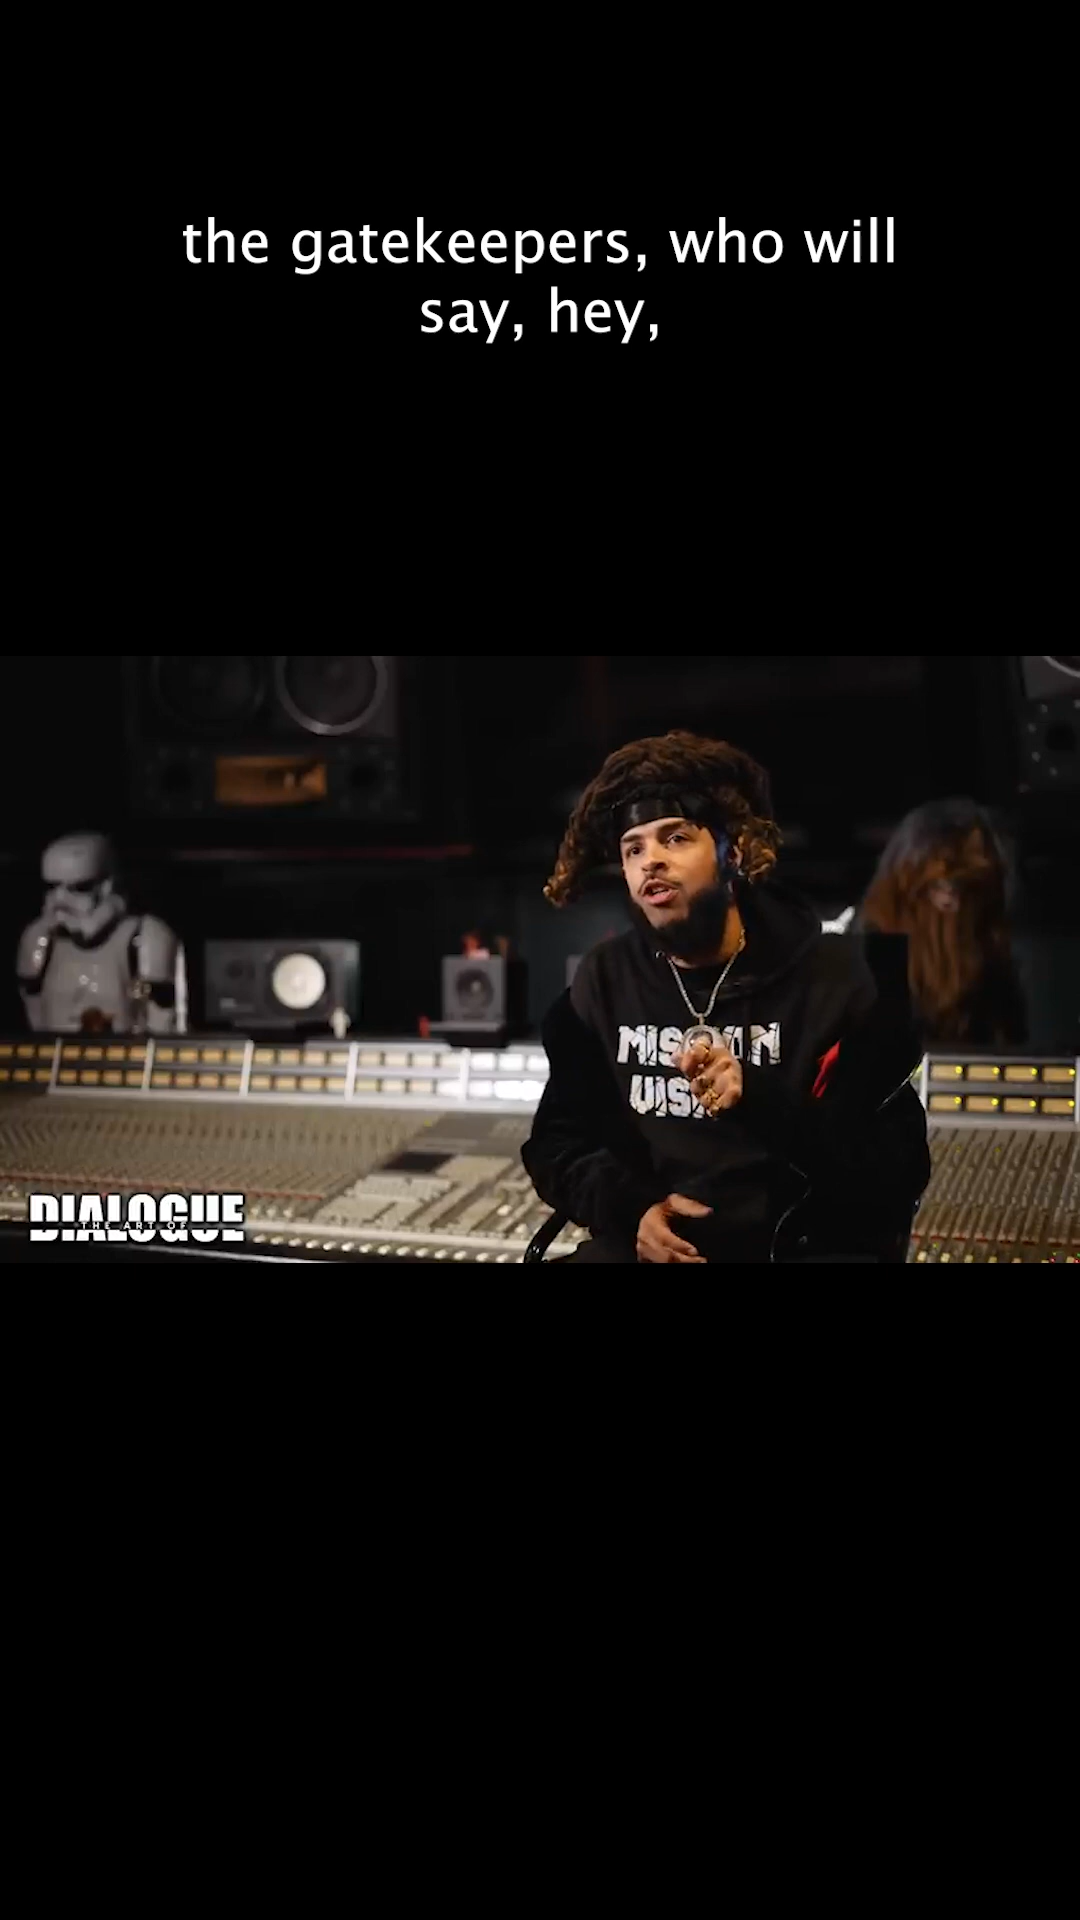 the gatekeepers, who will
say, hey,
DIALOGUE
THE ART OF